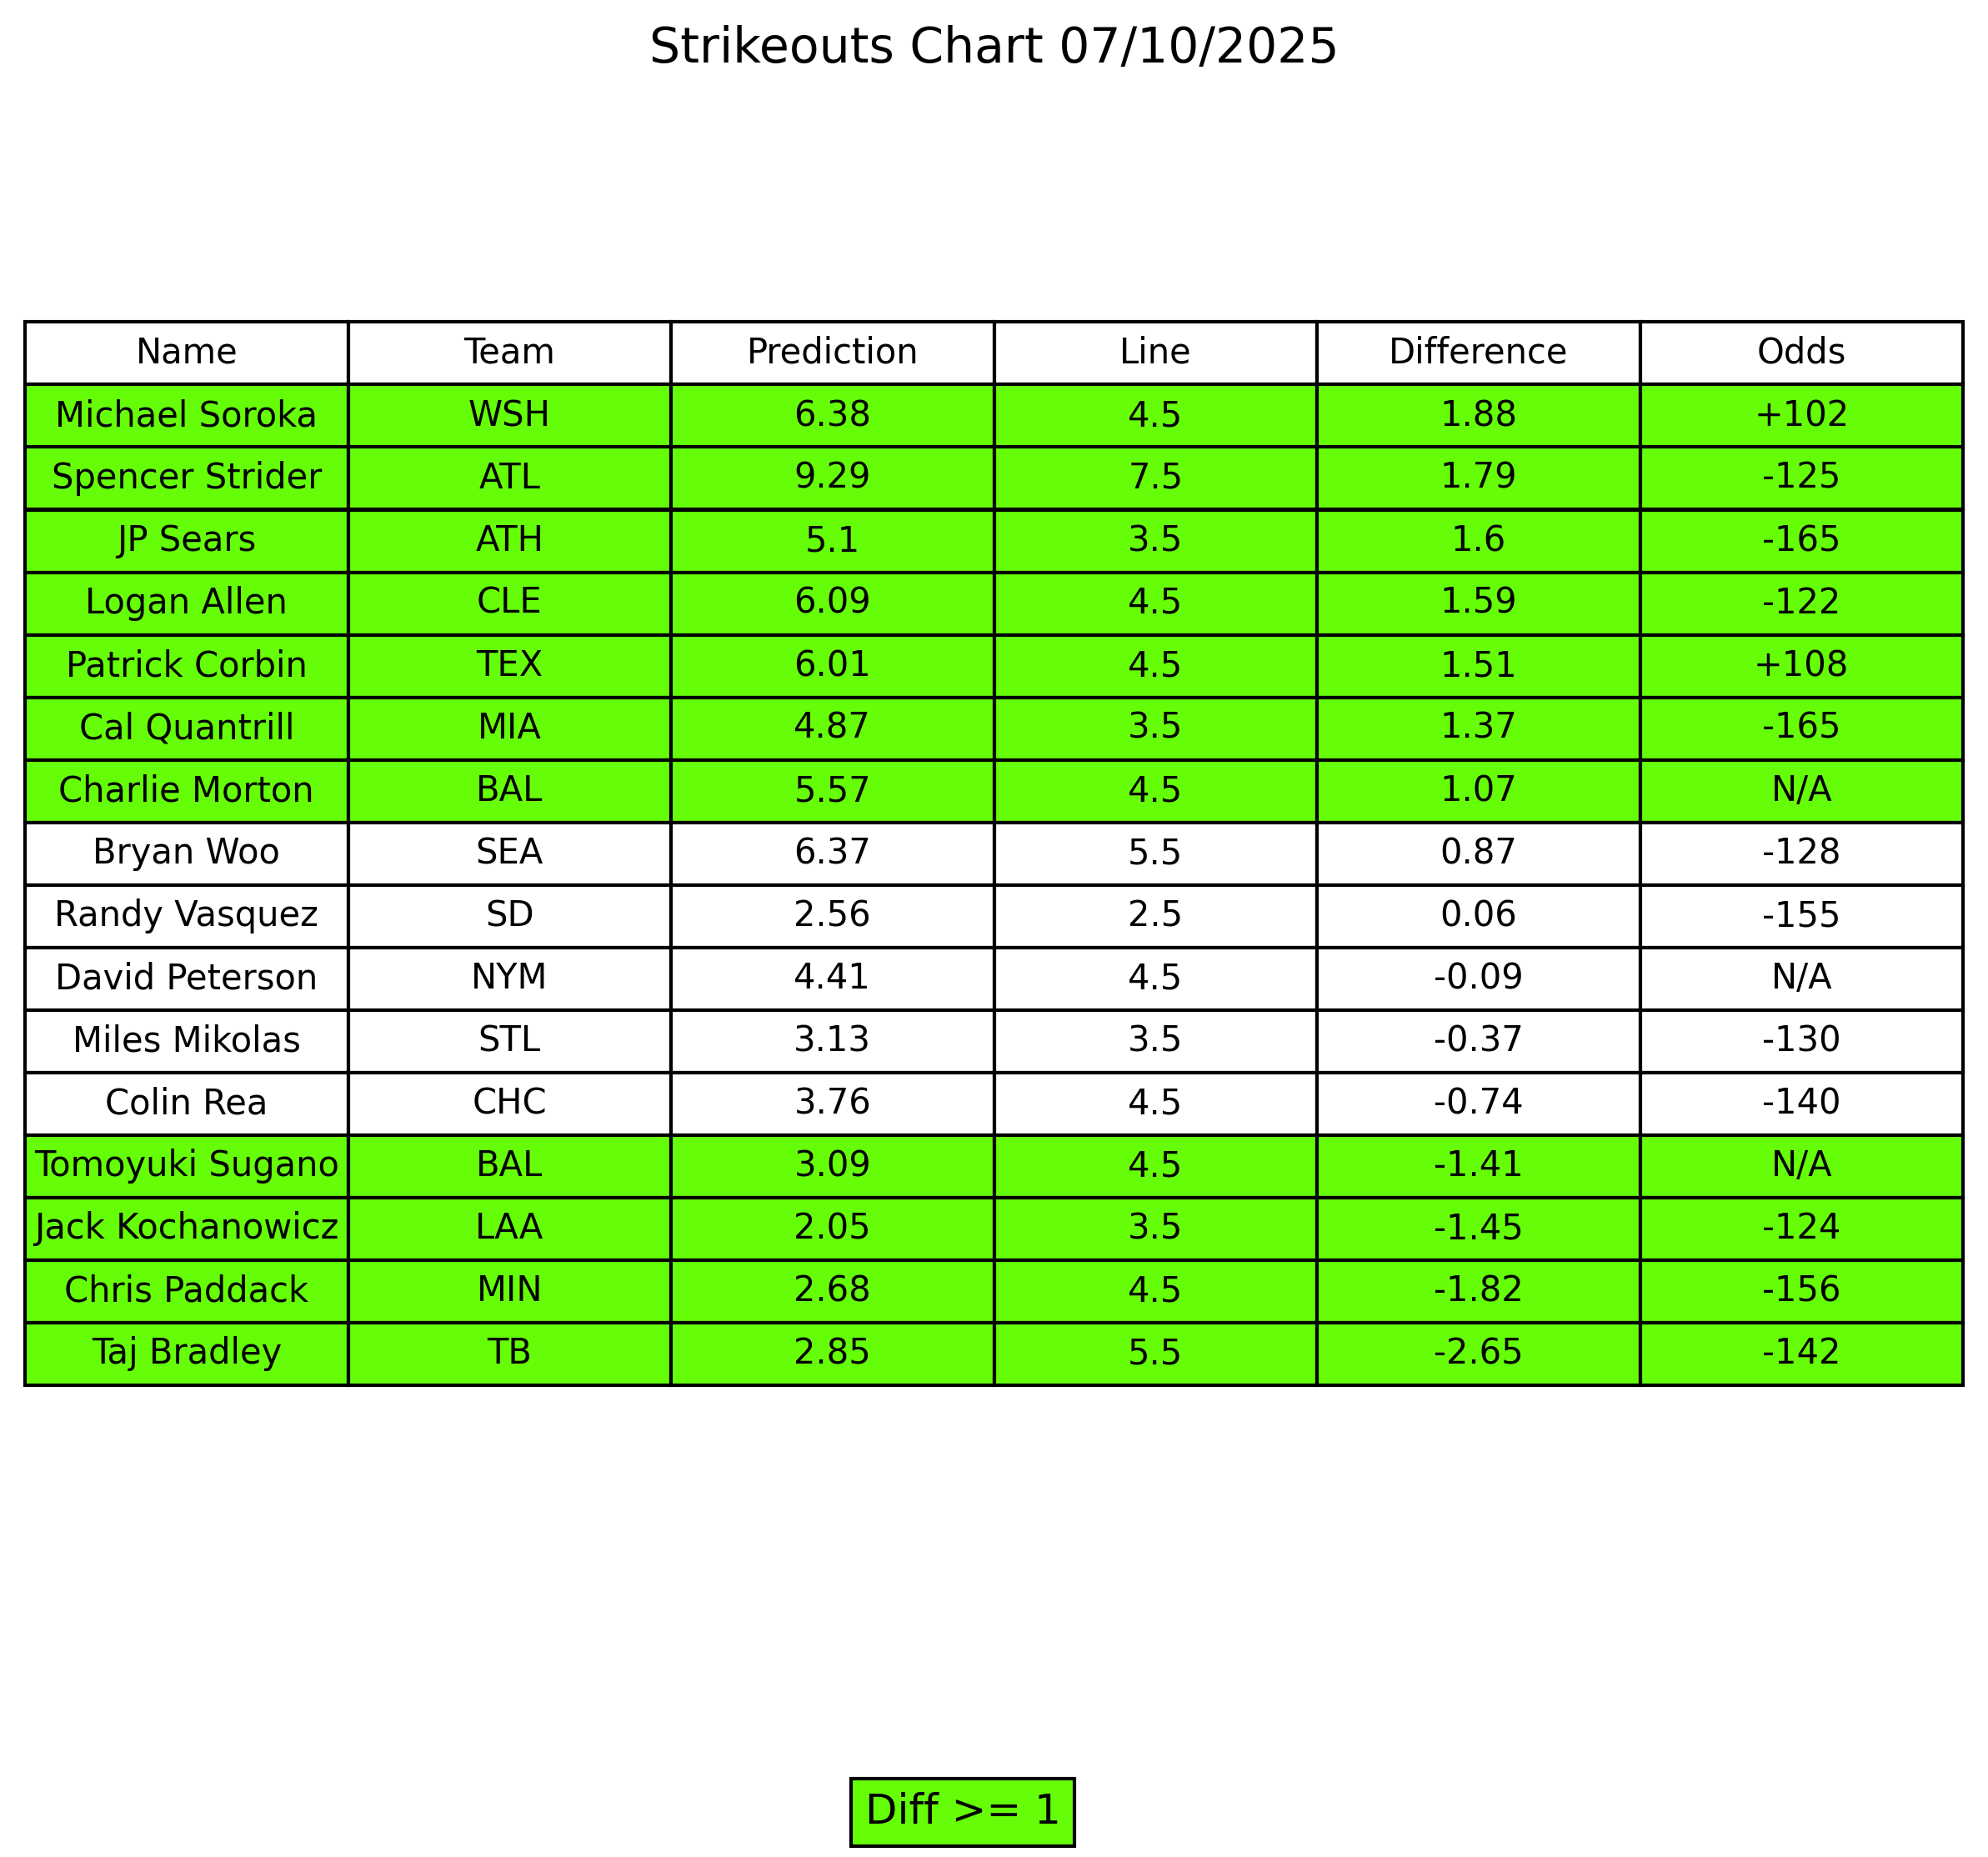 Strikeouts Chart 07/10/2025
Name Team Prediction Line Difference Odds
Michael Soroka WSH 6.38 4.5 1.88 +102
Spencer Strider ATL 9.29 7.5 1.79 -125
JP Sears ATH 5.1 3.5 1.6 -165
Logan Allen CLE 6.09 4.5 1.59 -122
Patrick Corbin TEX 6.01 4.5 1.51 +108
Cal Quantrill MIA 4.87 3.5 1.37 -165
Charlie Morton BAL 5.57 4.5 1.07 N/A
Bryan Woo SEA 6.37 5.5 0.87 -128
Randy Vasquez SD 2.56 2.5 0.06 -155
David Peterson NYM 4.41 4.5 -0.09 N/A
Miles Mikolas STL 3.13 3.5 -0.37 -130
Colin Rea CHC 3.76 4.5 -0.74 -140
Tomoyuki Sugano BAL 3.09 4.5 -1.41 N/A
Jack Kochanowicz LAA 2.05 3.5 -1.45 -124
Chris Paddack MIN 2.68 4.5 -1.82 -156
Taj Bradley TB 2.85 5.5 -2.65 -142
Diff >= 1